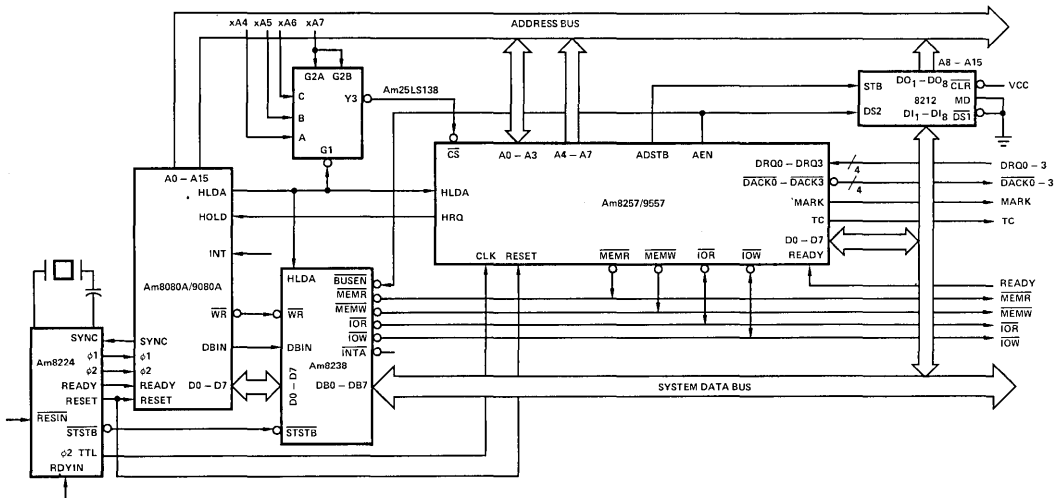 xA4 xA5 xA6 xA7
ADDRESS BUS
A8 – A15
G2A G2B
C
B
A
Y3
G1
Am25LS138
STB
DS2
DO1 – DO8 CLR
8212 MD
DI1 – DI8 DS1
VCC
CS A0 – A3 A4 – A7 ADSTB AEN
HLDA
HRQ
Am8257/9557
DRQ0 – DRQ3
DACK0 – DACK3
MARK
TC
D0 – D7
READY
CLK RESET MEMR MEMW IOR IOW
4
4
DRQ0 – 3
DACK0 – 3
MARK
TC
READY
MEMR
MEMW
IOR
IOW
A0 – A15
HLDA
HOLD
INT
Am8080A/9080A
WR
DBIN
D0 – D7
SYNC
ϕ1
ϕ2
READY
RESET
HLDA
WR
DBIN
D0 – D7
STSTB
Am8238
BUSEN
MEMR
MEMW
IOR
IOW
INTA
DB0 – DB7
SYSTEM DATA BUS
SYNC
Am8224
ϕ1
ϕ2
READY
RESET
RESIN
STSTB
ϕ2 TTL
RDYIN